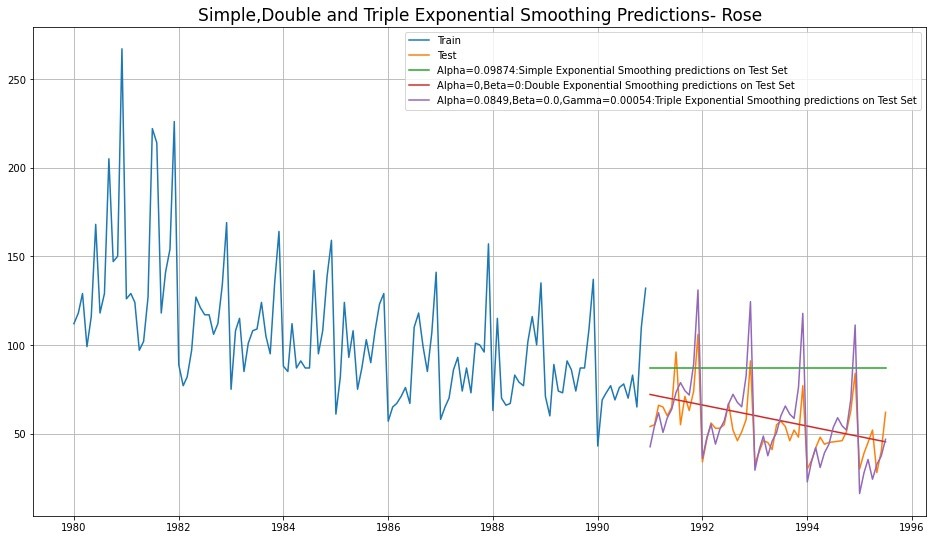 Simple,Double and Triple Exponential Smoothing Predictions- Rose
Train
Test
Alpha=0.09874:Simple Exponential Smoothing predictions on Test Set
Alpha=0,Beta=0:Double Exponential Smoothing predictions on Test Set
Alpha=0.0849,Beta=0.0,Gamma=0.00054:Triple Exponential Smoothing predictions on Test Set
250
200
150
100
50
1980 1982 1984 1986 1988 1990 1992 1994 1996